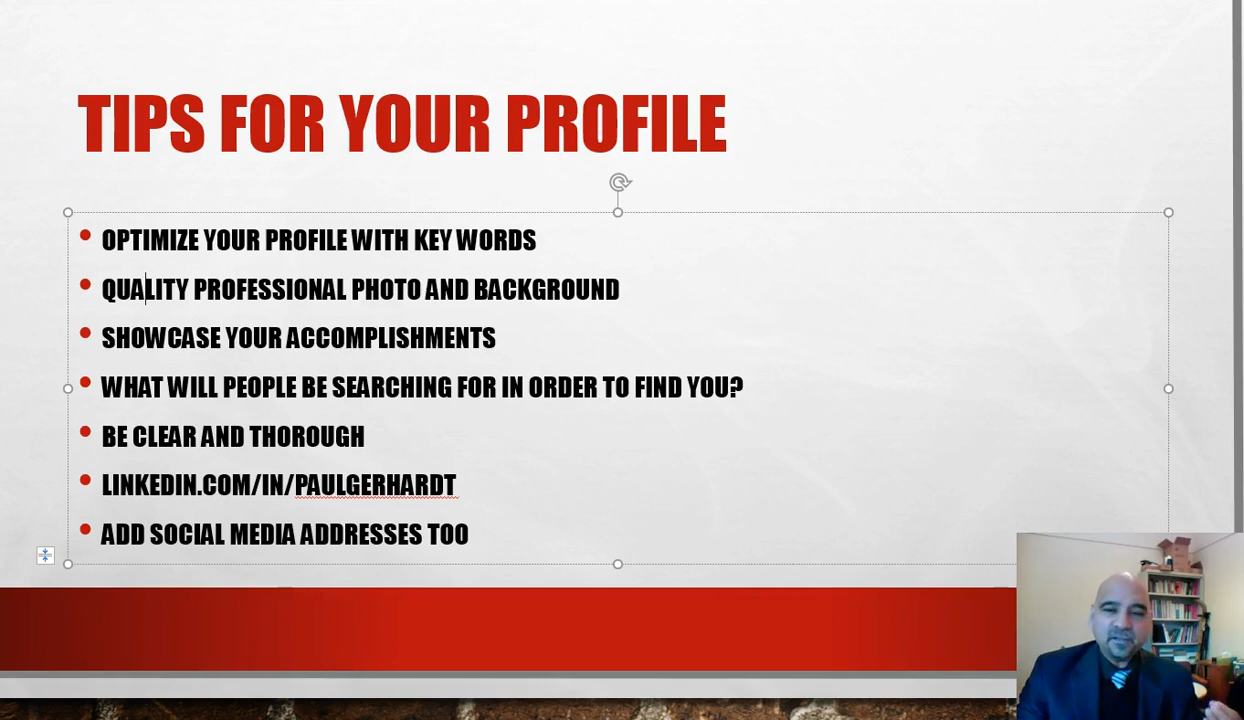 TIPS FOR YOUR PROFILE
OPTIMIZE YOUR PROFILE WITH KEY WORDS
QUALITY PROFESSIONAL PHOTO AND BACKGROUND
SHOWCASE YOUR ACCOMPLISHMENTS
WHAT WILL PEOPLE BE SEARCHING FOR IN ORDER TO FIND YOU?
BE CLEAR AND THOROUGH
LINKEDIN.COM/IN/PAULGERHARDT
ADD SOCIAL MEDIA ADDRESSES TOO